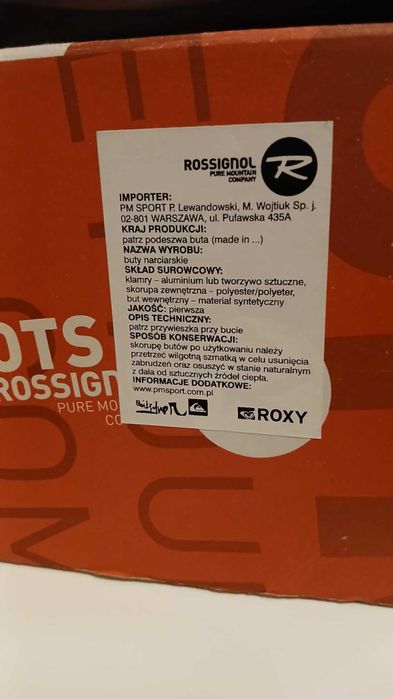 ROSSIGNOL
PURE MOUNTAIN
COMPANY
R
IMPORTER:
PM SPORT P. Lewandowski, M. Wojtiuk Sp. j.
02-801 WARSZAWA, ul. Puławska 435A
KRAJ PRODUKCJI:
patrz podeszwa buta (made in ...)
NAZWA WYROBU:
buty narciarskie
SKŁAD SUROWCOWY:
klamry – aluminium lub tworzywo sztuczne,
skorupa zewnętrzna – polyester/polyeter,
but wewnętrzny – materiał syntetyczny
JAKOŚĆ: pierwsza
OPIS TECHNICZNY:
patrz przywieszka przy bucie
SPOSÓB KONSERWACJI:
skorupę butów po użytkowaniu należy
przetrzeć wilgotną szmatką w celu usunięcia
zabrudzeń oraz osuszyć w stanie naturalnym
z dala od sztucznych źródeł ciepła.
INFORMACJE DODATKOWE:
www.pmsport.com.pl
ROXY
OTS
ROSSIGN
PURE MO
CO